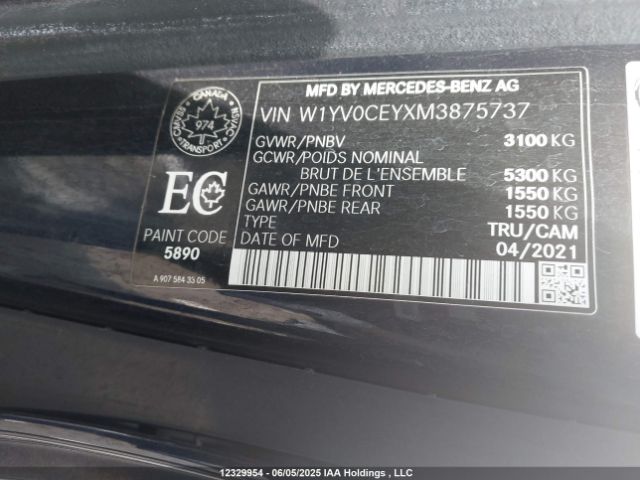 MFD BY MERCEDES-BENZ AG
VIN W1YV0CEYXM3875737
GVWR/PNBV 3100 KG
GCWR/POIDS NOMINAL
BRUT DE L'ENSEMBLE 5300 KG
GAWR/PNBE FRONT 1550 KG
GAWR/PNBE REAR 1550 KG
TYPE TRU/CAM
DATE OF MFD 04/2021
CANADA
CMVSS
NSVAC
974
TRANSPORT
EC
PAINT CODE
5890
A 907 584 33 05
12329954 - 06/05/2025 IAA Holdings , LLC